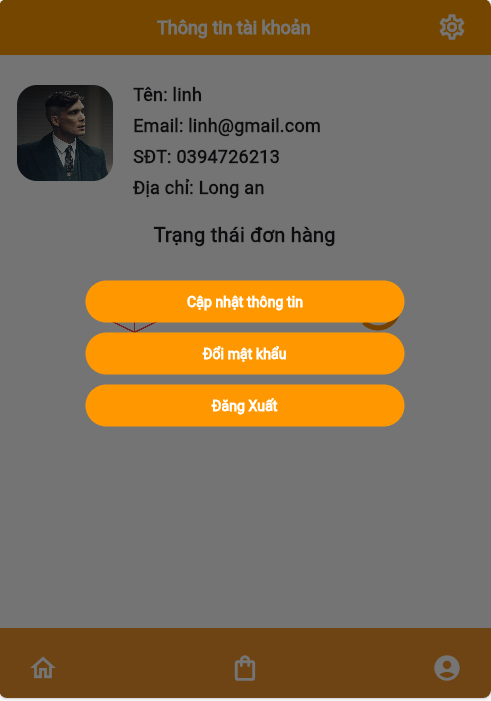 Thông tin tài khoản
Tên: linh
Email: linh@gmail.com
SĐT: 0394726213
Địa chỉ: Long an
Trạng thái đơn hàng
Cập nhật thông tin
Đổi mật khẩu
Đăng Xuất